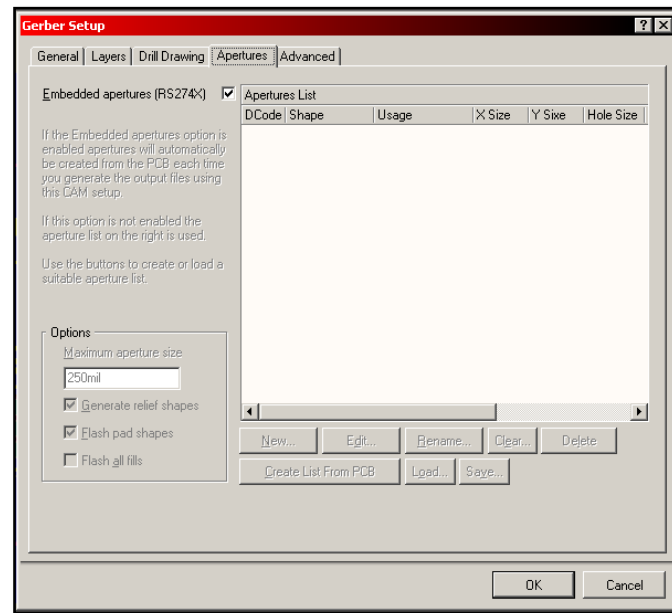 Gerber Setup
General Layers Drill Drawing Apertures Advanced
Embedded apertures (RS274X)
If the Embedded apertures option is
enabled apertures will automatically
be created from the PCB each time
you generate the output files using
this CAM setup.
If this option is not enabled the
aperture list on the right is used.
Use the buttons to create or load a
suitable aperture list.
Options
Maximum aperture size
250mil
Generate relief shapes
Flash pad shapes
Flash all fills
Apertures List
DCode Shape Usage X Size Y Sixe Hole Size
New... Edit... Rename... Clear... Delete
Create List From PCB Load... Save...
OK Cancel